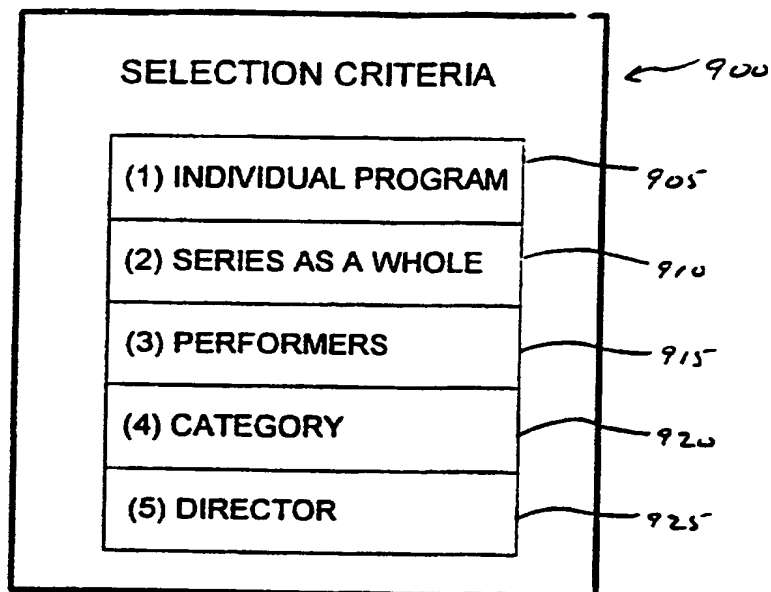 SELECTION CRITERIA
900
(1) INDIVIDUAL PROGRAM
905
(2) SERIES AS A WHOLE
910
(3) PERFORMERS
915
(4) CATEGORY
920
(5) DIRECTOR
925